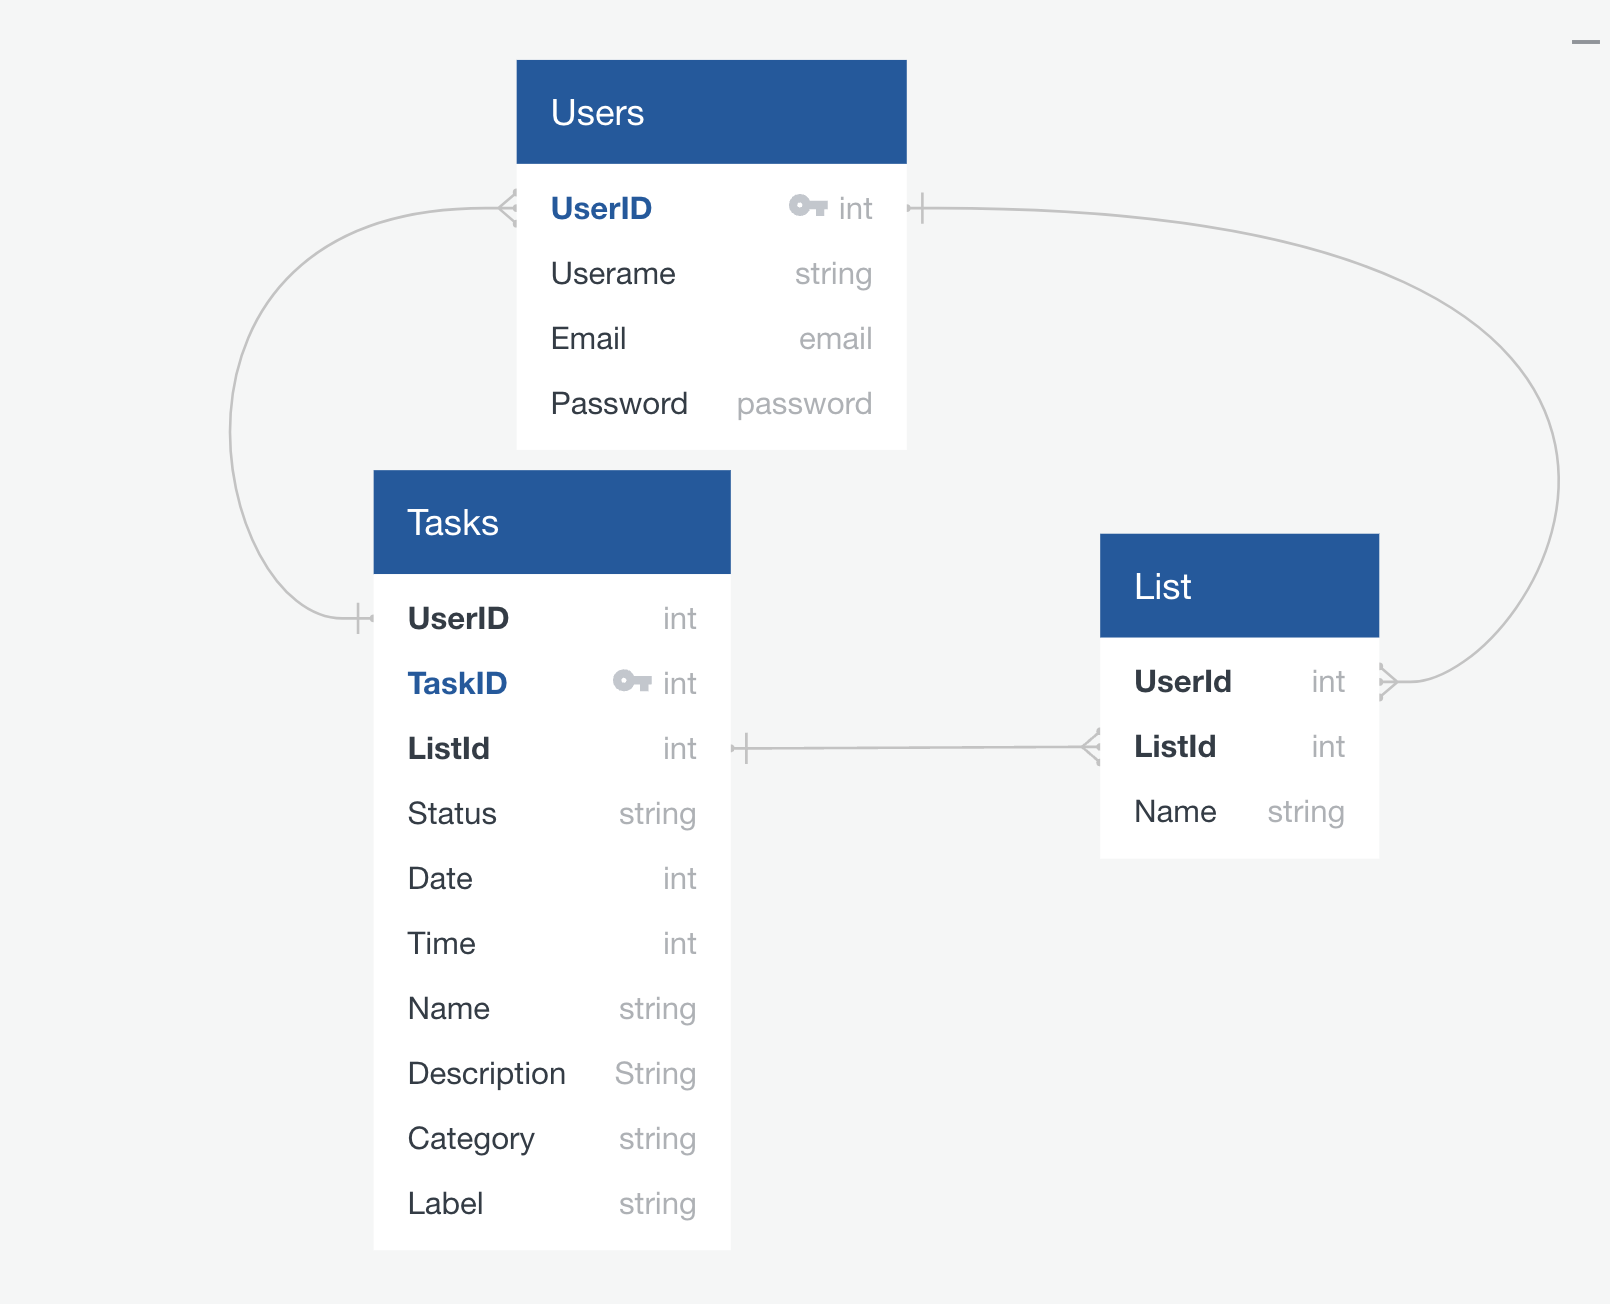 Users
UserID int
Userame string
Email email
Password password
Tasks
UserID int
TaskID int
ListId int
Status string
Date int
Time int
Name string
Description String
Category string
Label string
List
UserId int
ListId int
Name string